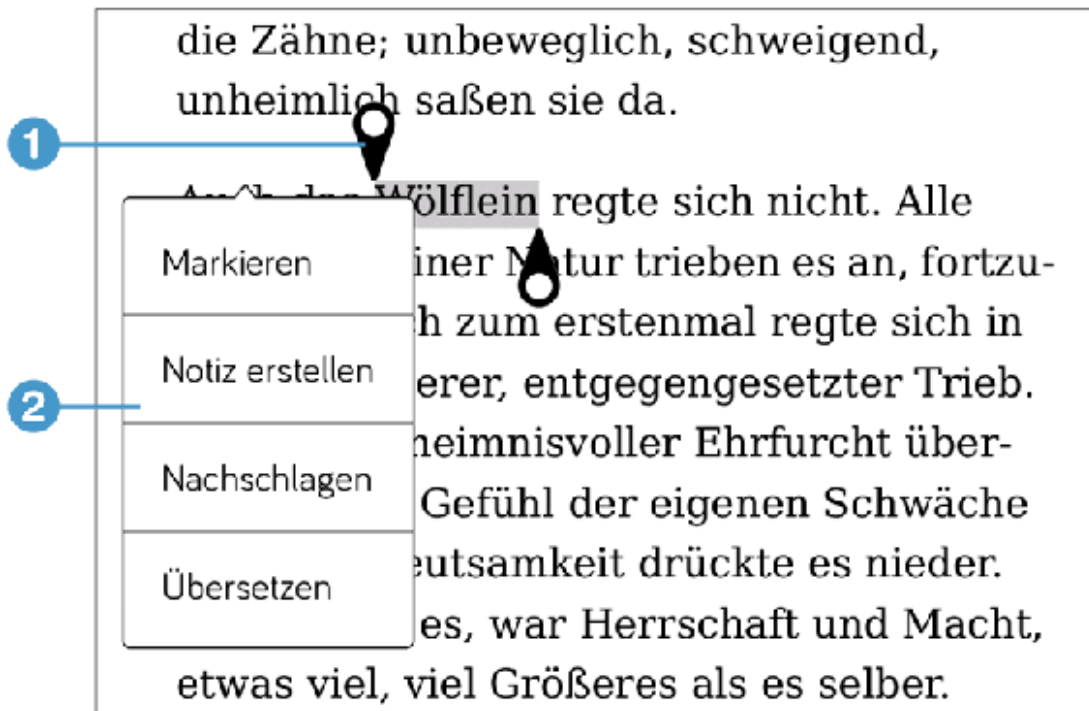 die Zähne; unbeweglich, schweigend,
unheimlich saßen sie da.
1
Wölflein regte sich nicht. Alle
Markieren
iner Natur trieben es an, fortzu-
h zum erstenmal regte sich in
Notiz erstellen
erer, entgegengesetzter Trieb.
2
heimnisvoller Ehrfurcht über-
Nachschlagen
Gefühl der eigenen Schwäche
eutsamkeit drückte es nieder.
Übersetzen
es, war Herrschaft und Macht,
etwas viel, viel Größeres als es selber.